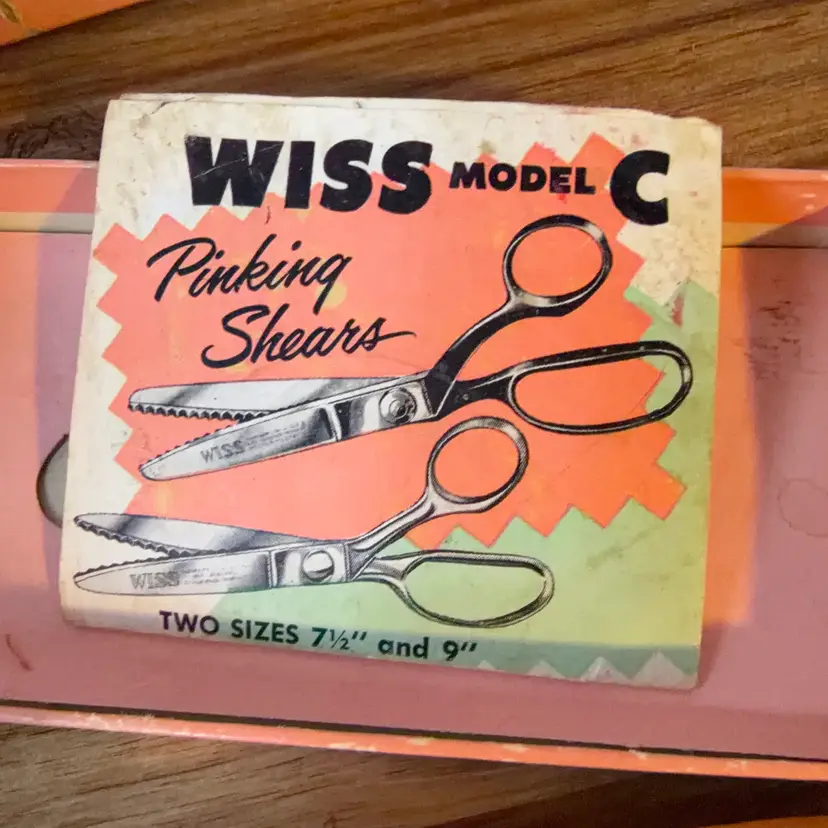 WISS MODEL C
Pinking
Shears
WISS
WISS
TWO SIZES 7½" and 9"